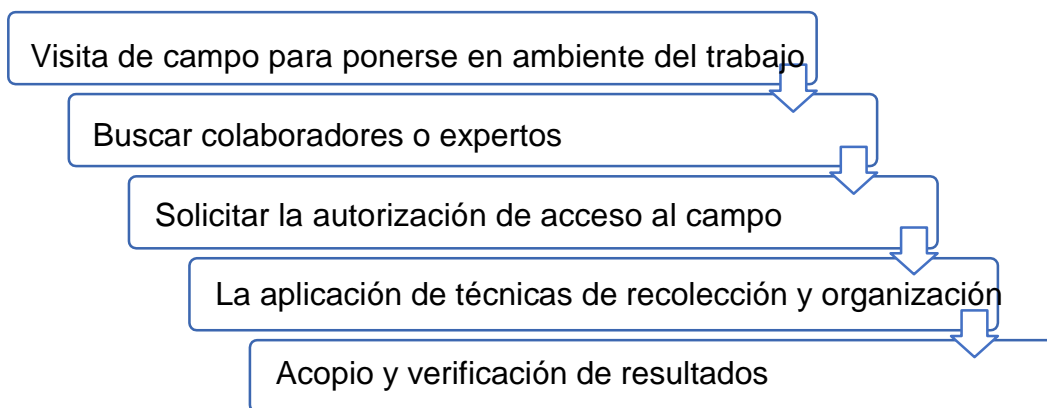 Visita de campo para ponerse en ambiente del trabajo
Buscar colaboradores o expertos
Solicitar la autorización de acceso al campo
La aplicación de técnicas de recolección y organización
Acopio y verificación de resultados